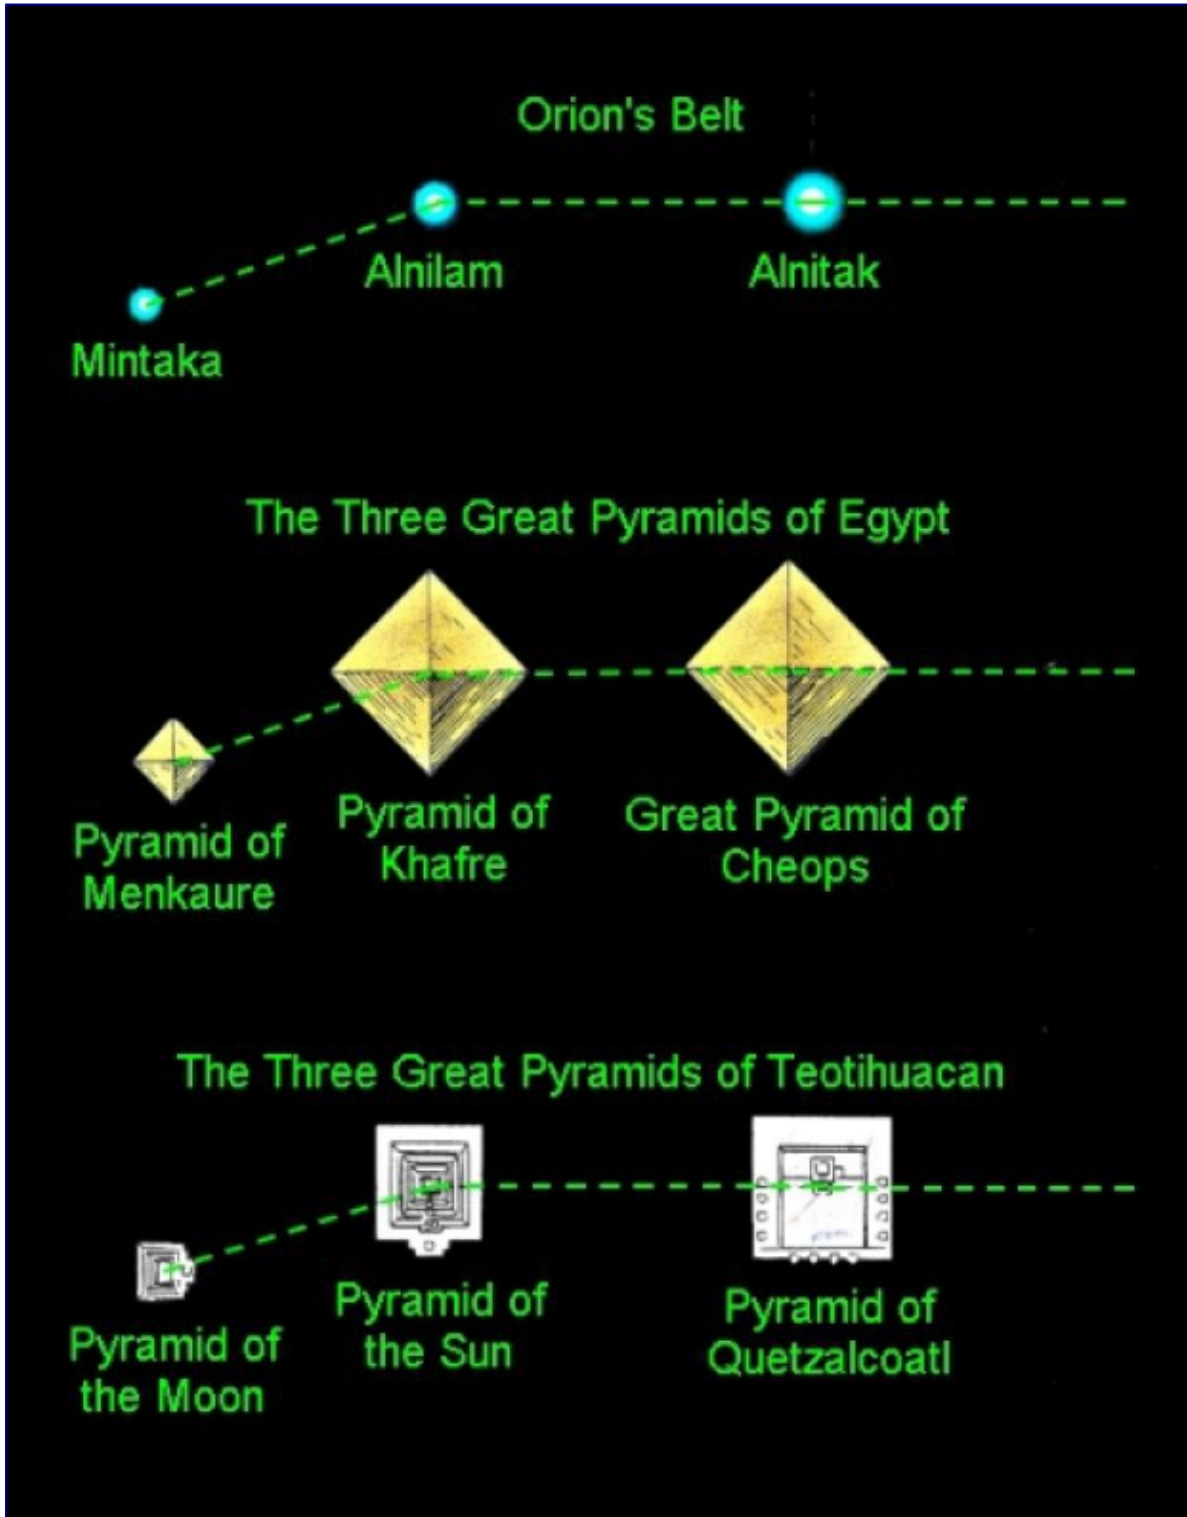 Orion's Belt
Alnilam
Alnitak
Mintaka
The Three Great Pyramids of Egypt
Pyramid of
Khafre
Great Pyramid of
Cheops
Pyramid of
Menkaure
The Three Great Pyramids of Teotihuacan
Pyramid of
the Sun
Pyramid of
Quetzalcoatl
Pyramid of
the Moon